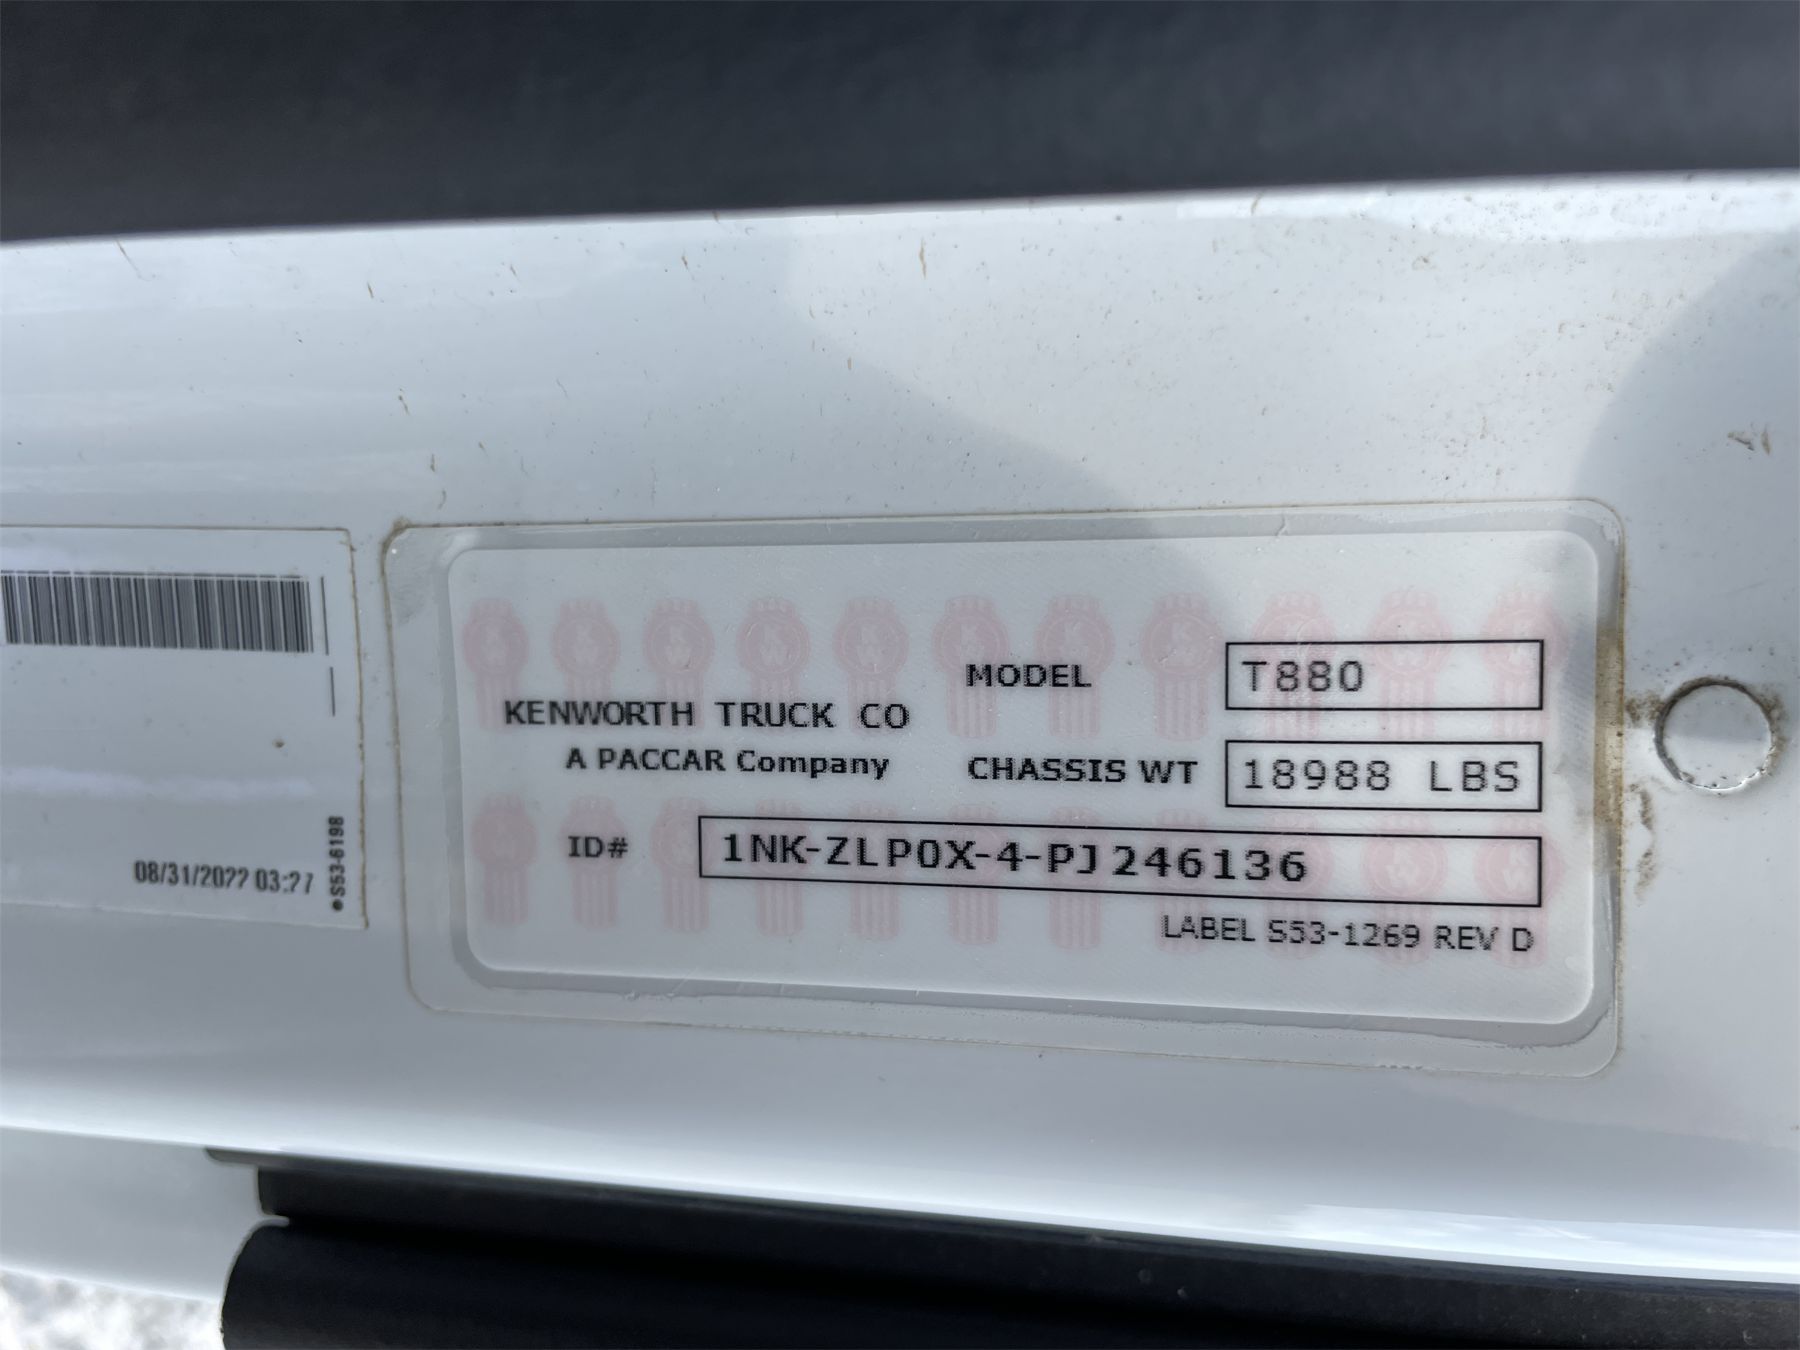 08/31/2022 03:27
●S53-6198
KENWORTH TRUCK CO
A PACCAR Company
MODEL T880
CHASSIS WT 18988 LBS
ID# 1NK-ZLP0X-4-PJ246136
LABEL S53-1269 REV D